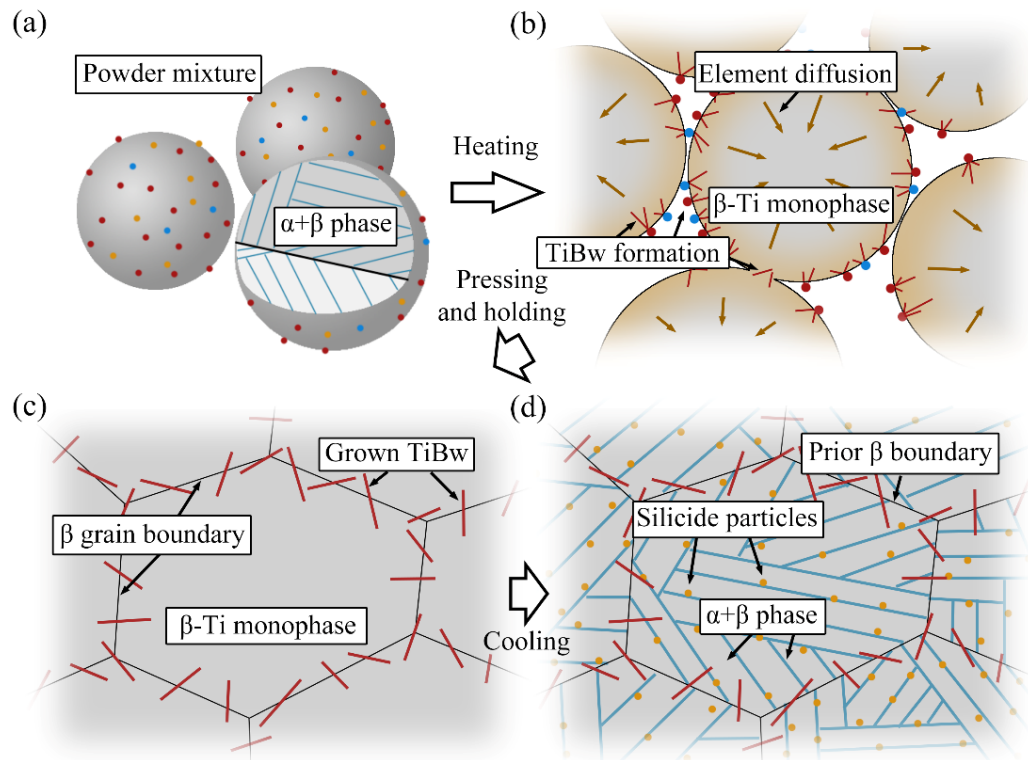 (a)
Powder mixture
α+β phase
Heating
Pressing
and holding
(b)
Element diffusion
β-Ti monophase
TiBw formation
(c)
Grown TiBw
β grain boundary
β-Ti monophase
Cooling
(d)
Prior β boundary
Silicide particles
α+β phase